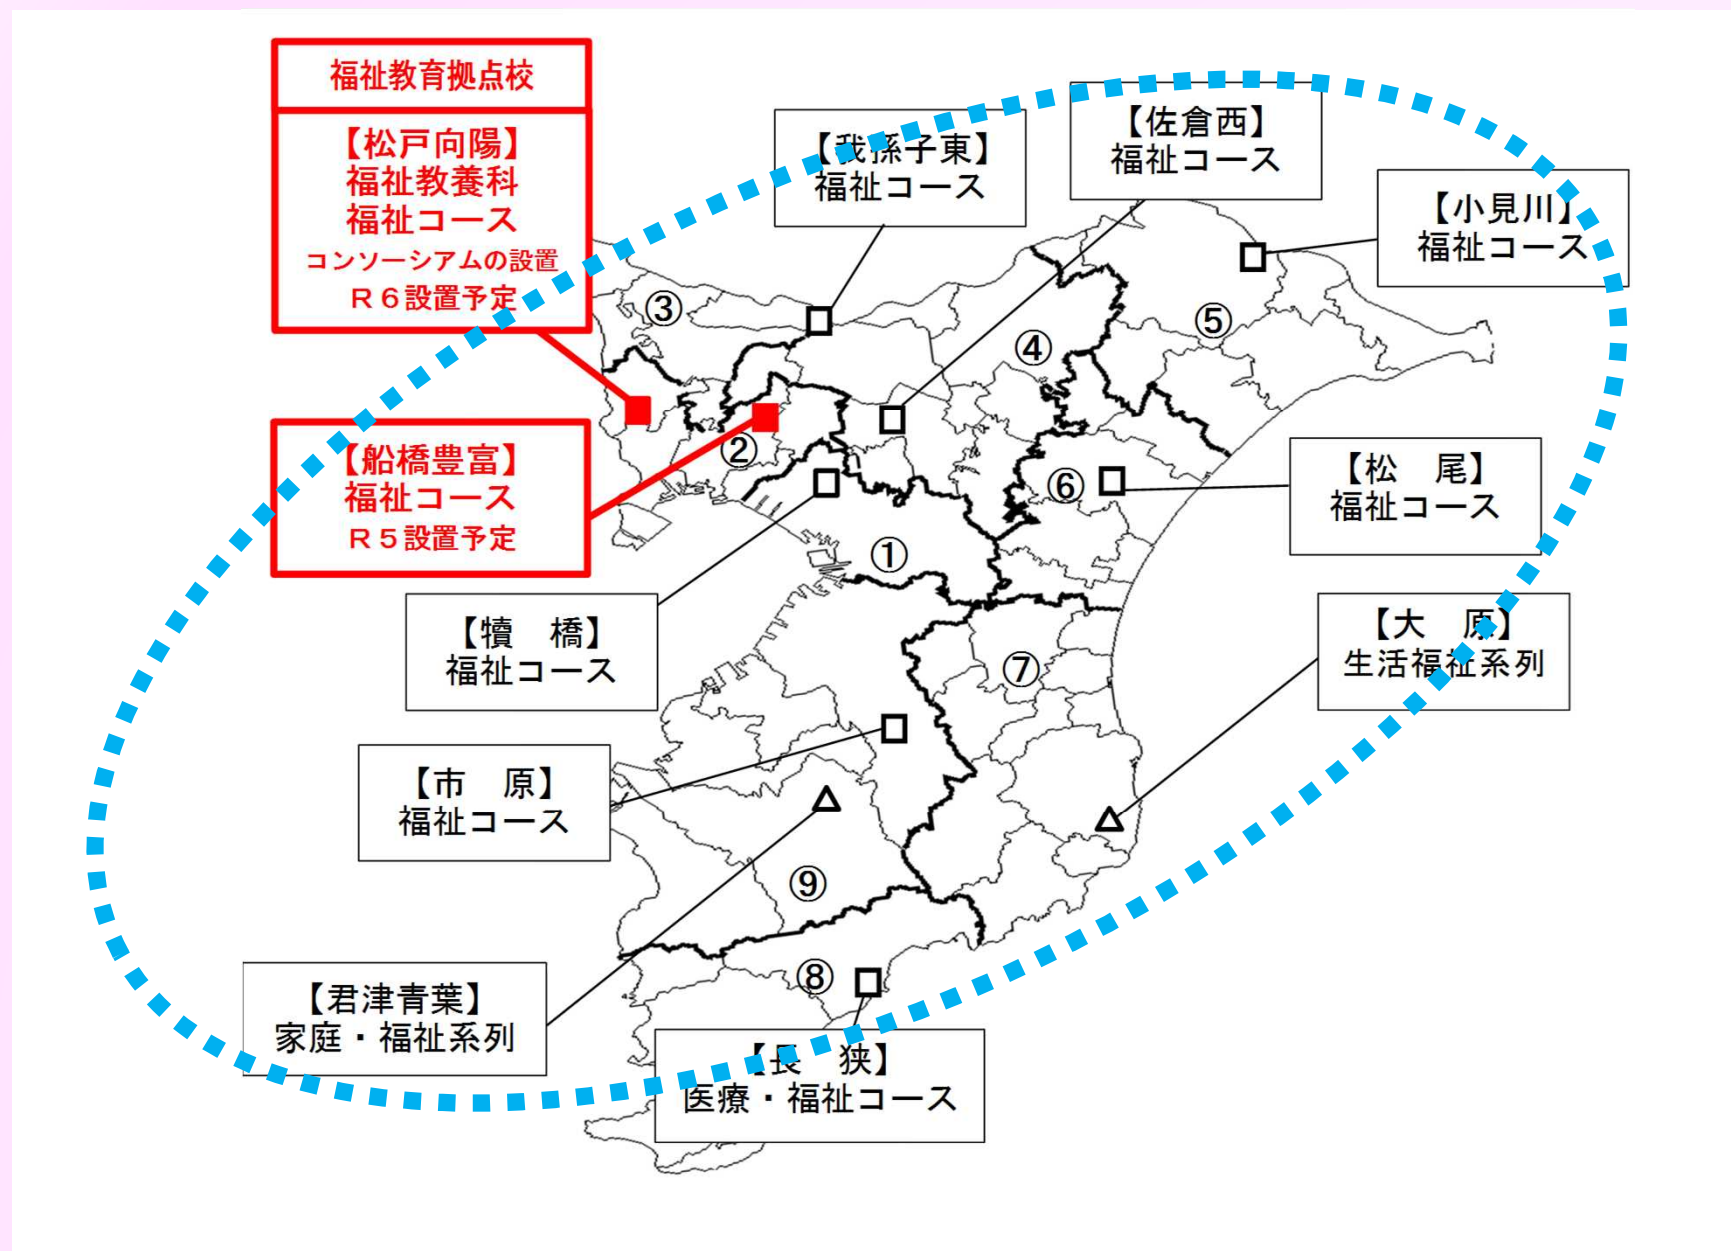 福祉教育拠点校
【松戸向陽】
福祉教養科
福祉コース
コンソーシアムの設置
R6設置予定
【我孫子東】
福祉コース
【佐倉西】
福祉コース
【小見川】
福祉コース
③
④
⑤
【船橋豊富】
福祉コース
R5設置予定
②
⑥
【松　尾】
福祉コース
①
【犢　橋】
福祉コース
⑦
【大　原】
生活福祉系列
【市　原】
福祉コース
⑨
【君津青葉】
家庭・福祉系列
⑧
【長　狭】
医療・福祉コース